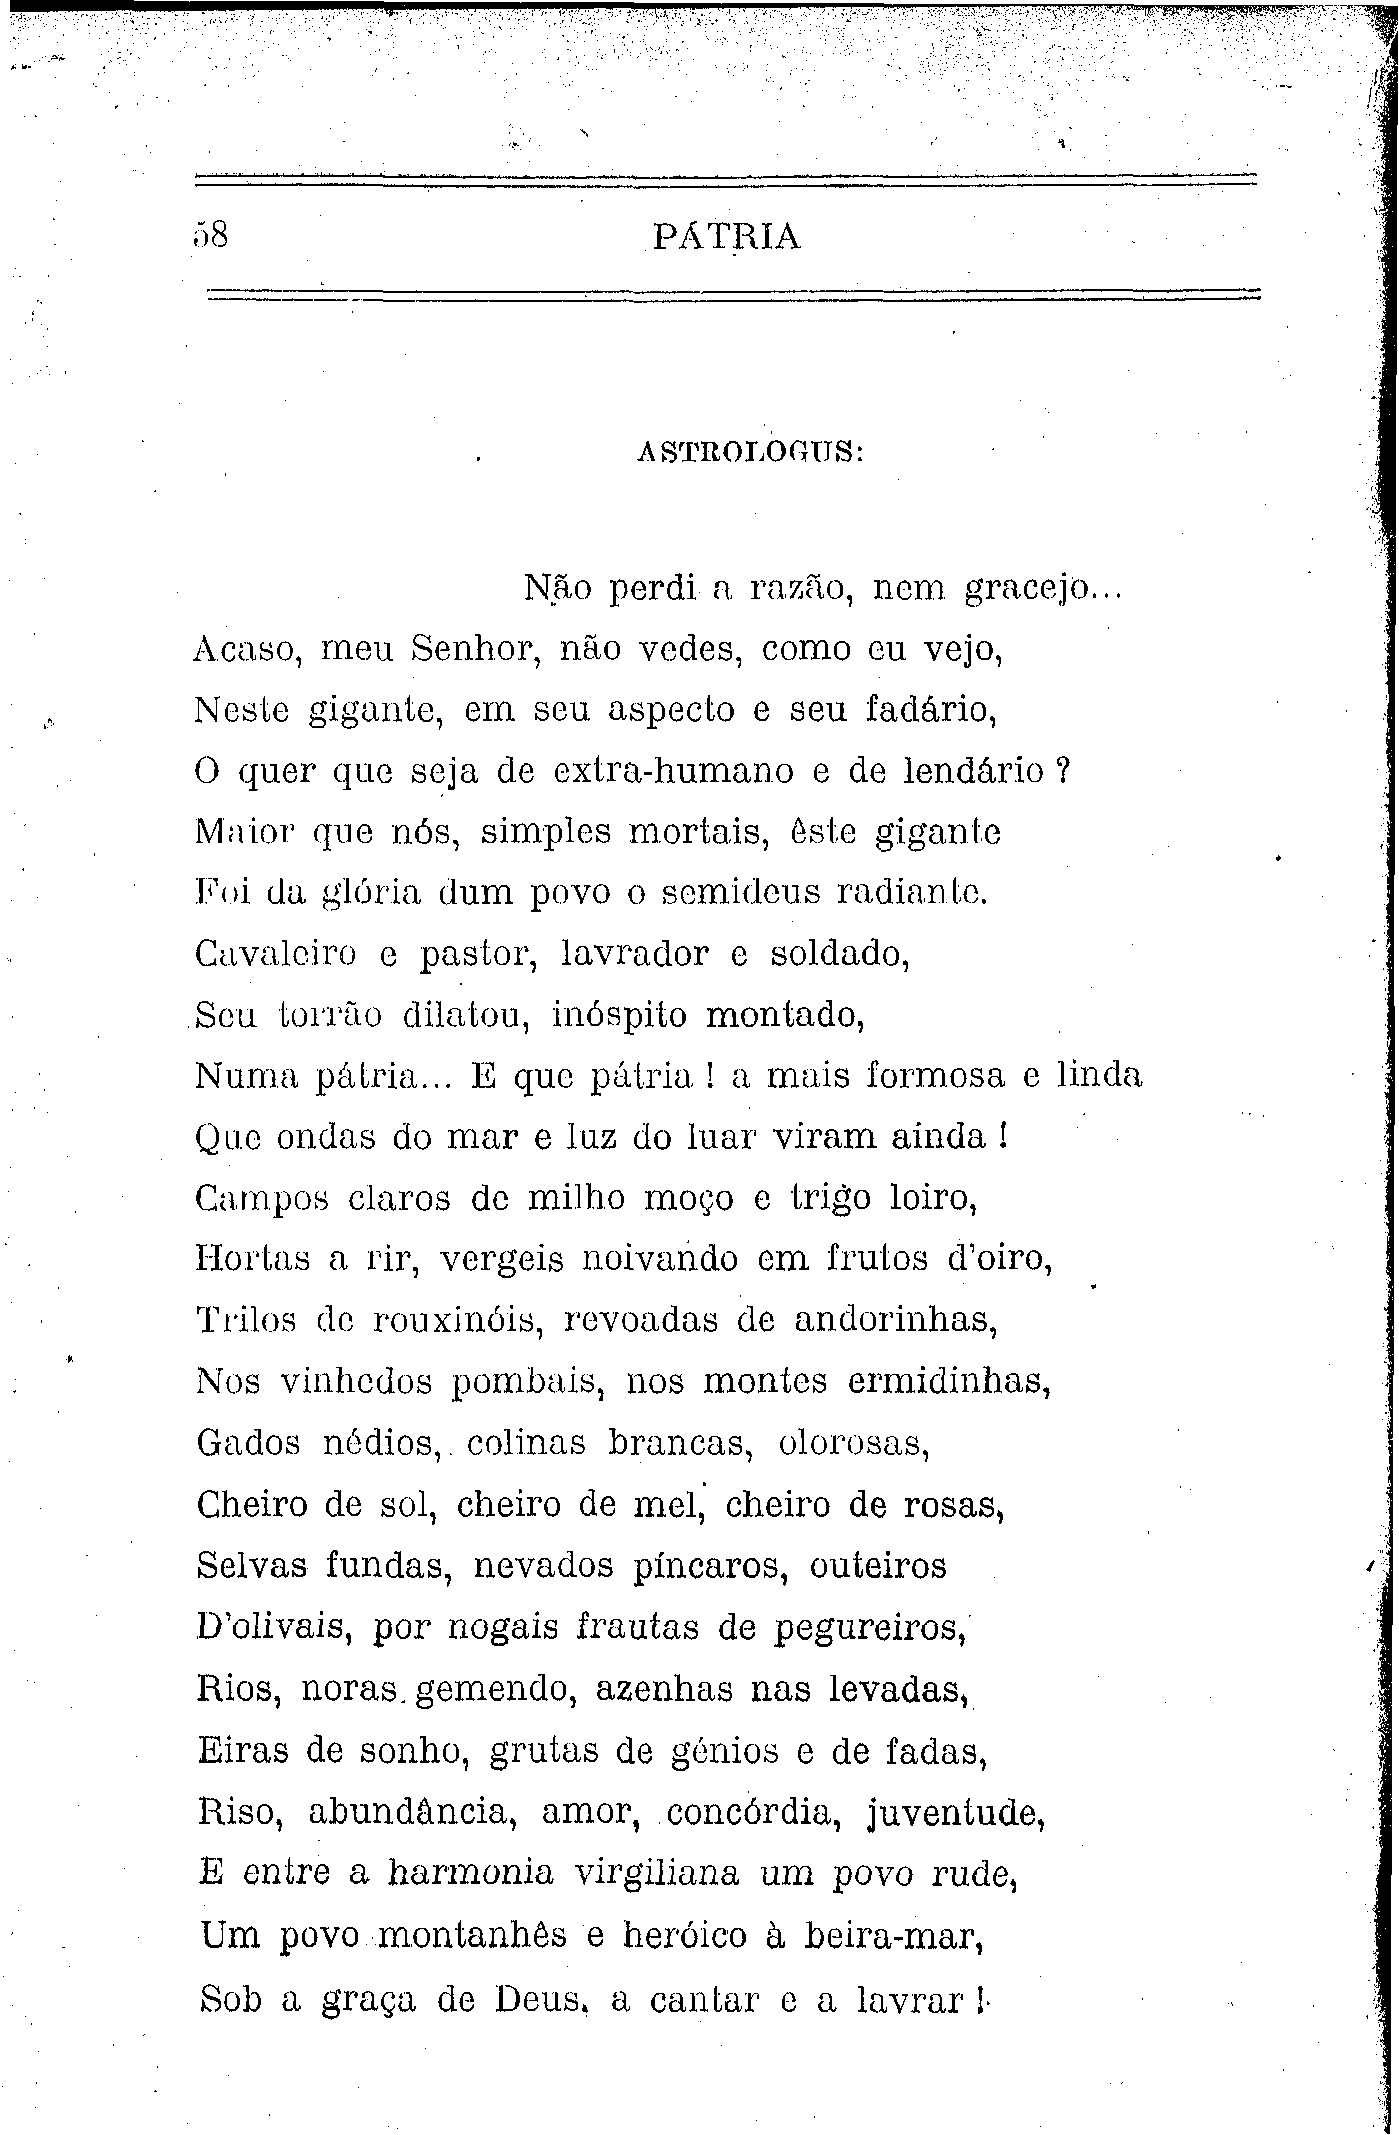 58 PÁTRIA
ASTROLOGUS:
Não perdi a razão, nem gracejo...
Acaso, meu Senhor, não vedes, como eu vejo,
Neste gigante, em seu aspecto e seu fadário,
O quer que seja de extra-humano e de lendário ?
Maior que nós, simples mortais, êste gigante
Foi da glória dum povo o semideus radiante.
Cavaleiro e pastor, lavrador e soldado,
Seu torrão dilatou, inóspito montado,
Numa pátria... E que pátria ! a mais formosa e linda
Que ondas do mar e luz do luar viram ainda !
Campos claros de milho moço e trigo loiro,
Hortas a rir, vergeis noivando em frutos d'oiro,
Trilos de rouxinóis, revoadas de andorinhas,
Nos vinhedos pombais, nos montes ermidinhas,
Gados nédios, colinas brancas, olorosas,
Cheiro de sol, cheiro de mel, cheiro de rosas,
Selvas fundas, nevados píncaros, outeiros
D'olivais, por nogais frautas de pegureiros,
Rios, noras gemendo, azenhas nas levadas,
Eiras de sonho, grutas de génios e de fadas,
Riso, abundância, amor, concórdia, juventude,
E entre a harmonia virgiliana um povo rude,
Um povo montanhês e heróico à beira-mar,
Sob a graça de Deus, a cantar e a lavrar !